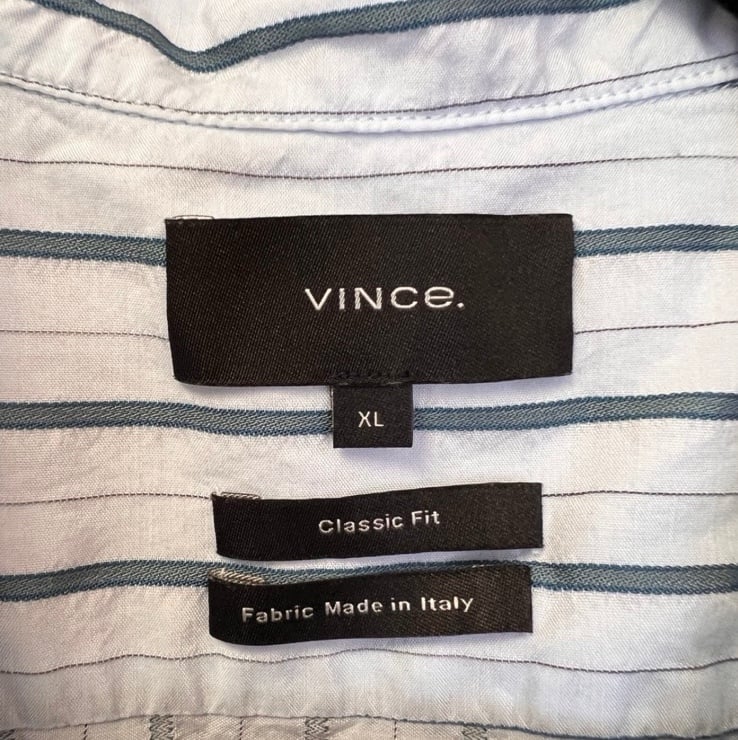 VINCe.
XL
Classic Fit
Fabric Made in Italy